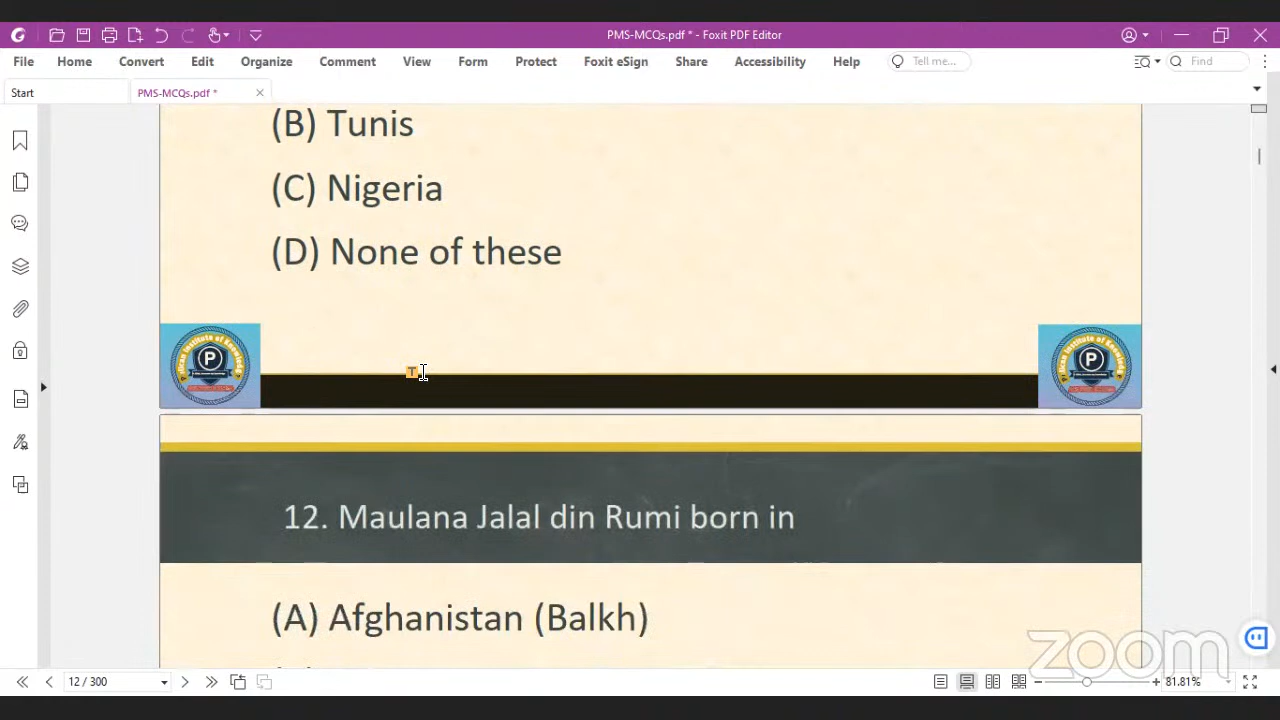 PMS-MCQs.pdf * - Foxit PDF Editor
File Home Convert Edit Organize Comment View Form Protect Foxit eSign Share Accessibility Help Tell me... Find
Start PMS-MCQs.pdf *
(B) Tunis
(C) Nigeria
(D) None of these
P P
T
12. Maulana Jalal din Rumi born in
(A) Afghanistan (Balkh)
zoom
12 / 300 81.81%